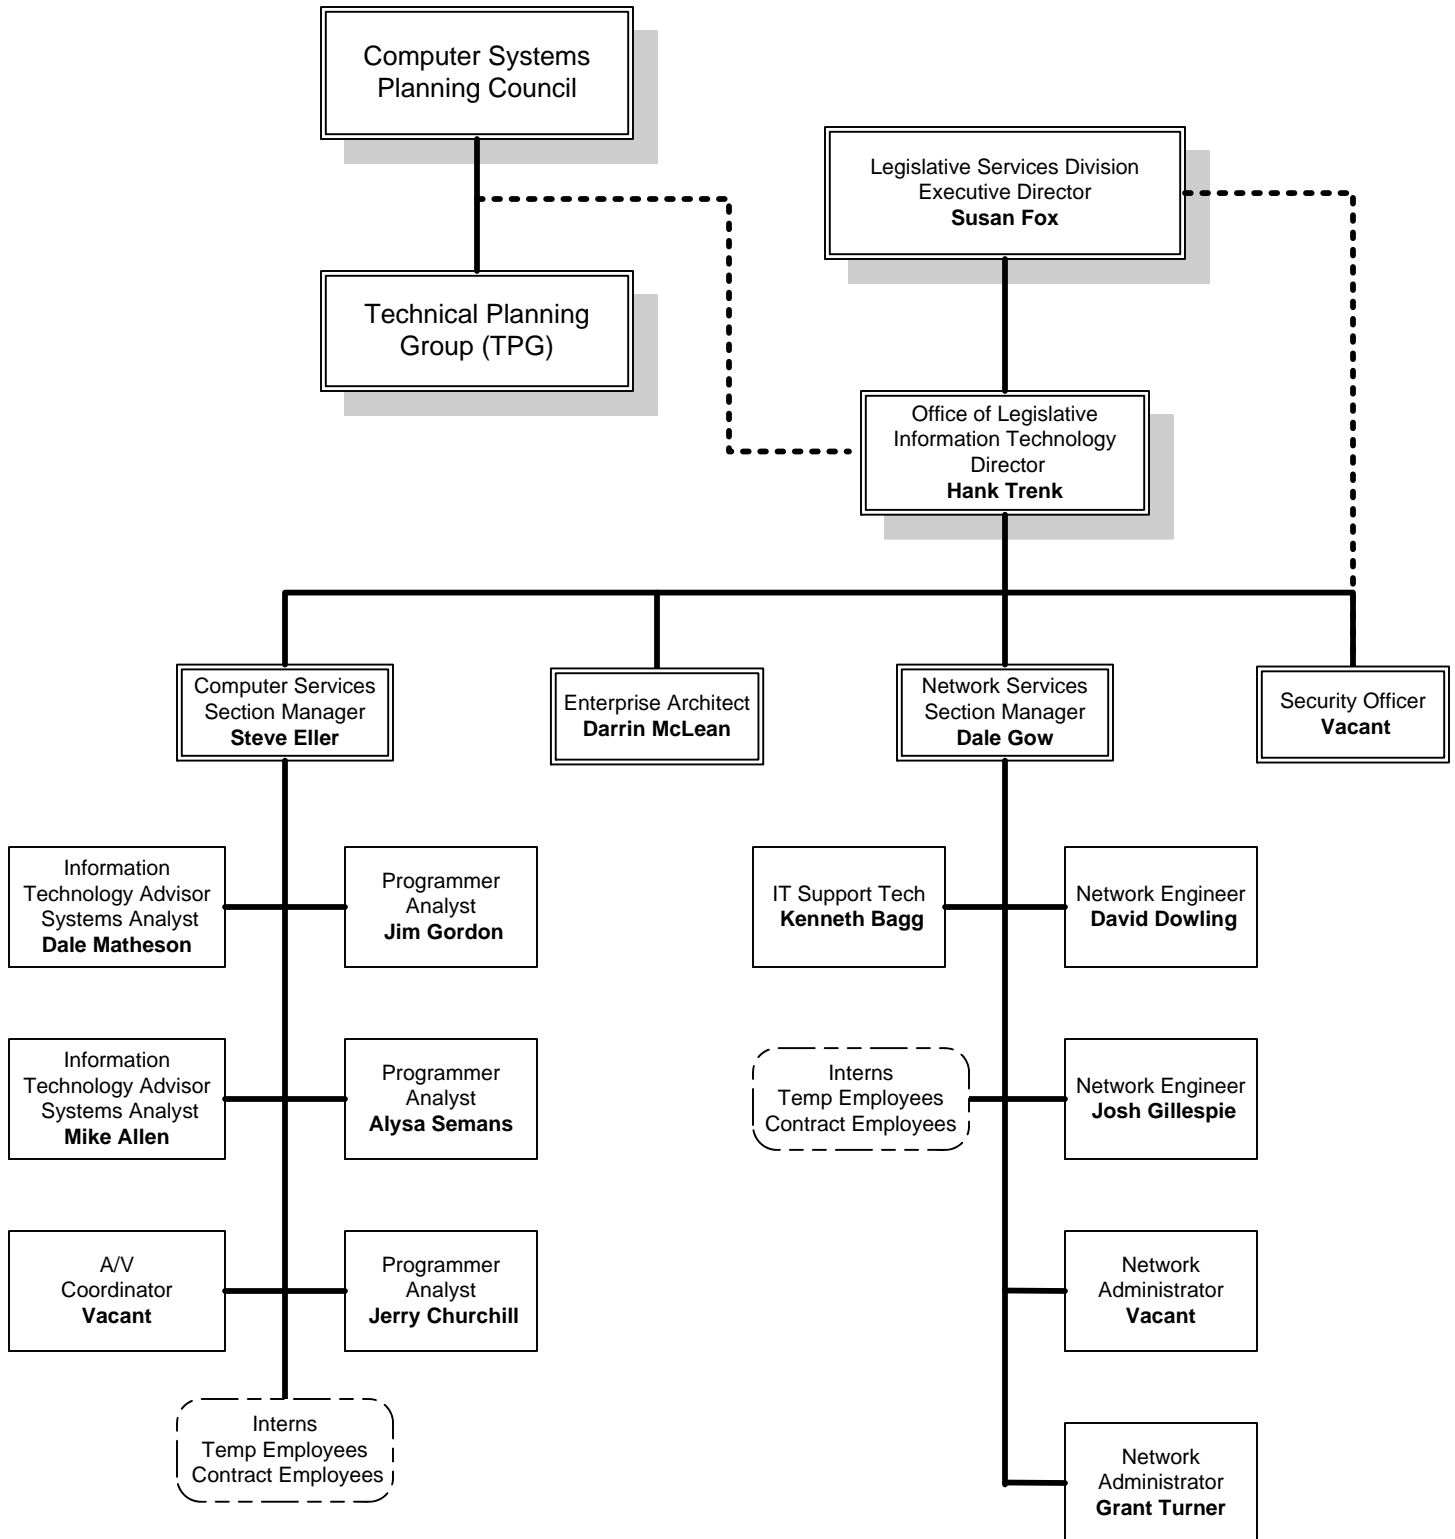 Computer Systems
Planning Council
Legislative Services Division
Executive Director
Susan Fox
Technical Planning
Group (TPG)
Office of Legislative
Information Technology
Director
Hank Trenk
Computer Services
Section Manager
Steve Eller
Enterprise Architect
Darrin McLean
Network Services
Section Manager
Dale Gow
Security Officer
Vacant
Information
Technology Advisor
Systems Analyst
Dale Matheson
Programmer
Analyst
Jim Gordon
IT Support Tech
Kenneth Bagg
Network Engineer
David Dowling
Information
Technology Advisor
Systems Analyst
Mike Allen
Programmer
Analyst
Alysa Semans
Interns
Temp Employees
Contract Employees
Network Engineer
Josh Gillespie
A/V
Coordinator
Vacant
Programmer
Analyst
Jerry Churchill
Network
Administrator
Vacant
Interns
Temp Employees
Contract Employees
Network
Administrator
Grant Turner